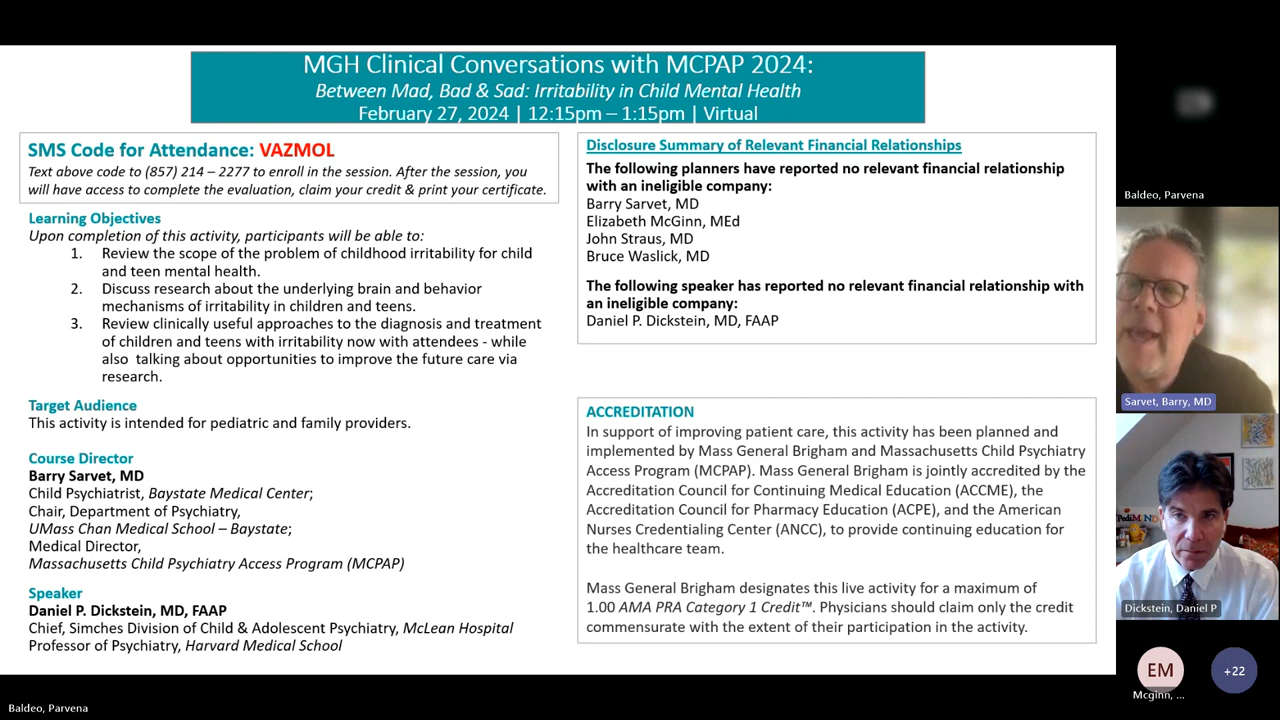 MGH Clinical Conversations with MCPAP 2024:
Between Mad, Bad & Sad: Irritability in Child Mental Health
February 27, 2024 | 12:15pm – 1:15pm | Virtual
SMS Code for Attendance: VAZMOL
Text above code to (857) 214 – 2277 to enroll in the session. After the session, you
will have access to complete the evaluation, claim your credit & print your certificate.
Learning Objectives
Upon completion of this activity, participants will be able to:
1. Review the scope of the problem of childhood irritability for child
and teen mental health.
2. Discuss research about the underlying brain and behavior
mechanisms of irritability in children and teens.
3. Review clinically useful approaches to the diagnosis and treatment
of children and teens with irritability now with attendees - while
also talking about opportunities to improve the future care via
research.
Target Audience
This activity is intended for pediatric and family providers.
Course Director
Barry Sarvet, MD
Child Psychiatrist, Baystate Medical Center;
Chair, Department of Psychiatry,
UMass Chan Medical School – Baystate;
Medical Director,
Massachusetts Child Psychiatry Access Program (MCPAP)
Speaker
Daniel P. Dickstein, MD, FAAP
Chief, Simches Division of Child & Adolescent Psychiatry, McLean Hospital
Professor of Psychiatry, Harvard Medical School
Disclosure Summary of Relevant Financial Relationships
The following planners have reported no relevant financial relationship
with an ineligible company:
Barry Sarvet, MD
Elizabeth McGinn, MEd
John Straus, MD
Bruce Waslick, MD
The following speaker has reported no relevant financial relationship with
an ineligible company:
Daniel P. Dickstein, MD, FAAP
ACCREDITATION
In support of improving patient care, this activity has been planned and
implemented by Mass General Brigham and Massachusetts Child Psychiatry
Access Program (MCPAP). Mass General Brigham is jointly accredited by the
Accreditation Council for Continuing Medical Education (ACCME), the
Accreditation Council for Pharmacy Education (ACPE), and the American
Nurses Credentialing Center (ANCC), to provide continuing education for
the healthcare team.
Mass General Brigham designates this live activity for a maximum of
1.00 AMA PRA Category 1 Credit™. Physicians should claim only the credit
commensurate with the extent of their participation in the activity.
Baldeo, Parvena
Sarvet, Barry, MD
PediMIND
Dickstein, Daniel P
EM
+22
Mcginn, ...
Baldeo, Parvena